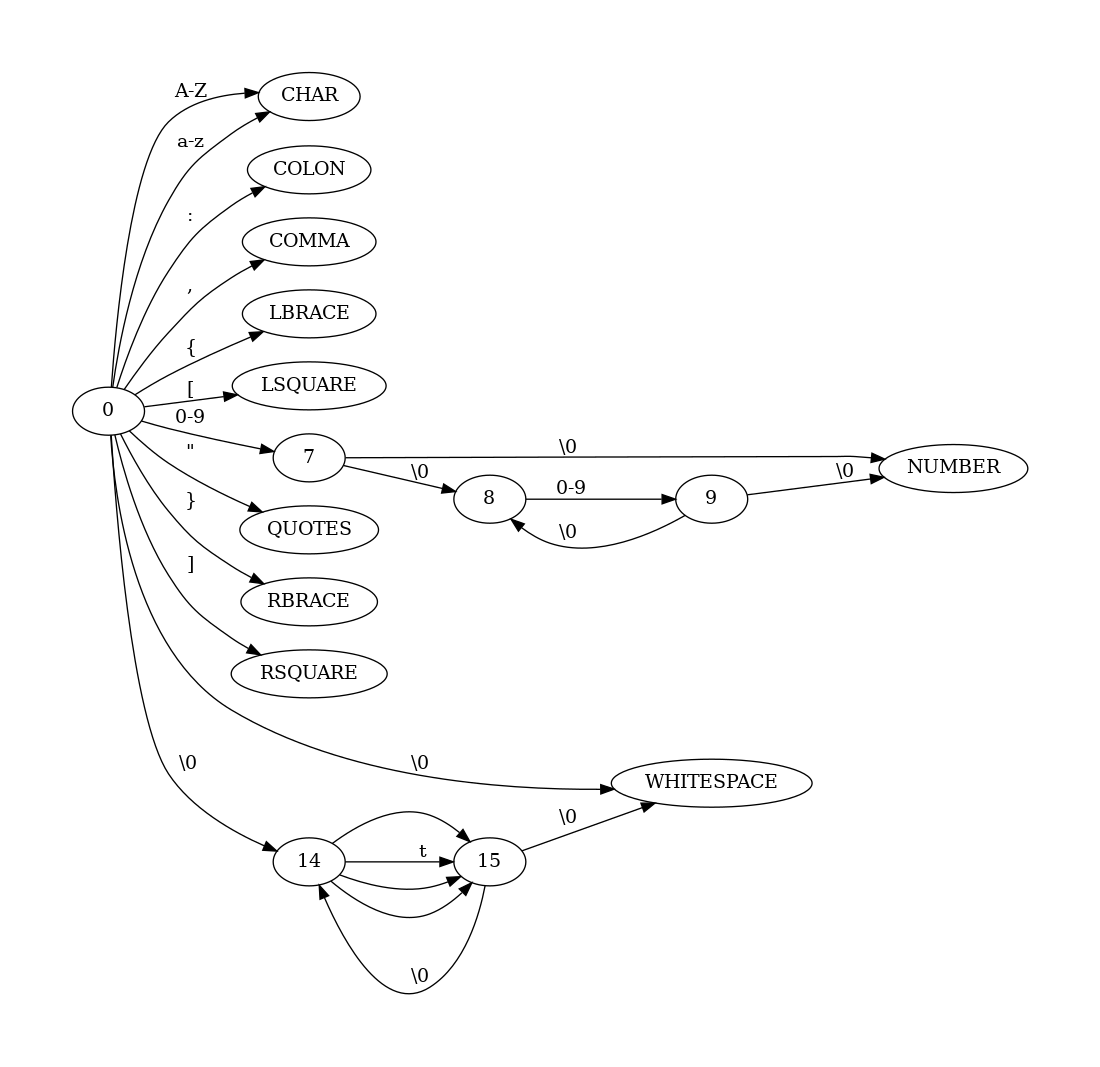 A-Z
CHAR
a-z
:
COLON
,
COMMA
{
LBRACE
[
LSQUARE
0
0-9
7
"
QUOTES
}
RBRACE
]
RSQUARE
\0
NUMBER
\0
8
0-9
9
\0
\0
\0
\0
WHITESPACE
\0
14
t
15
\0